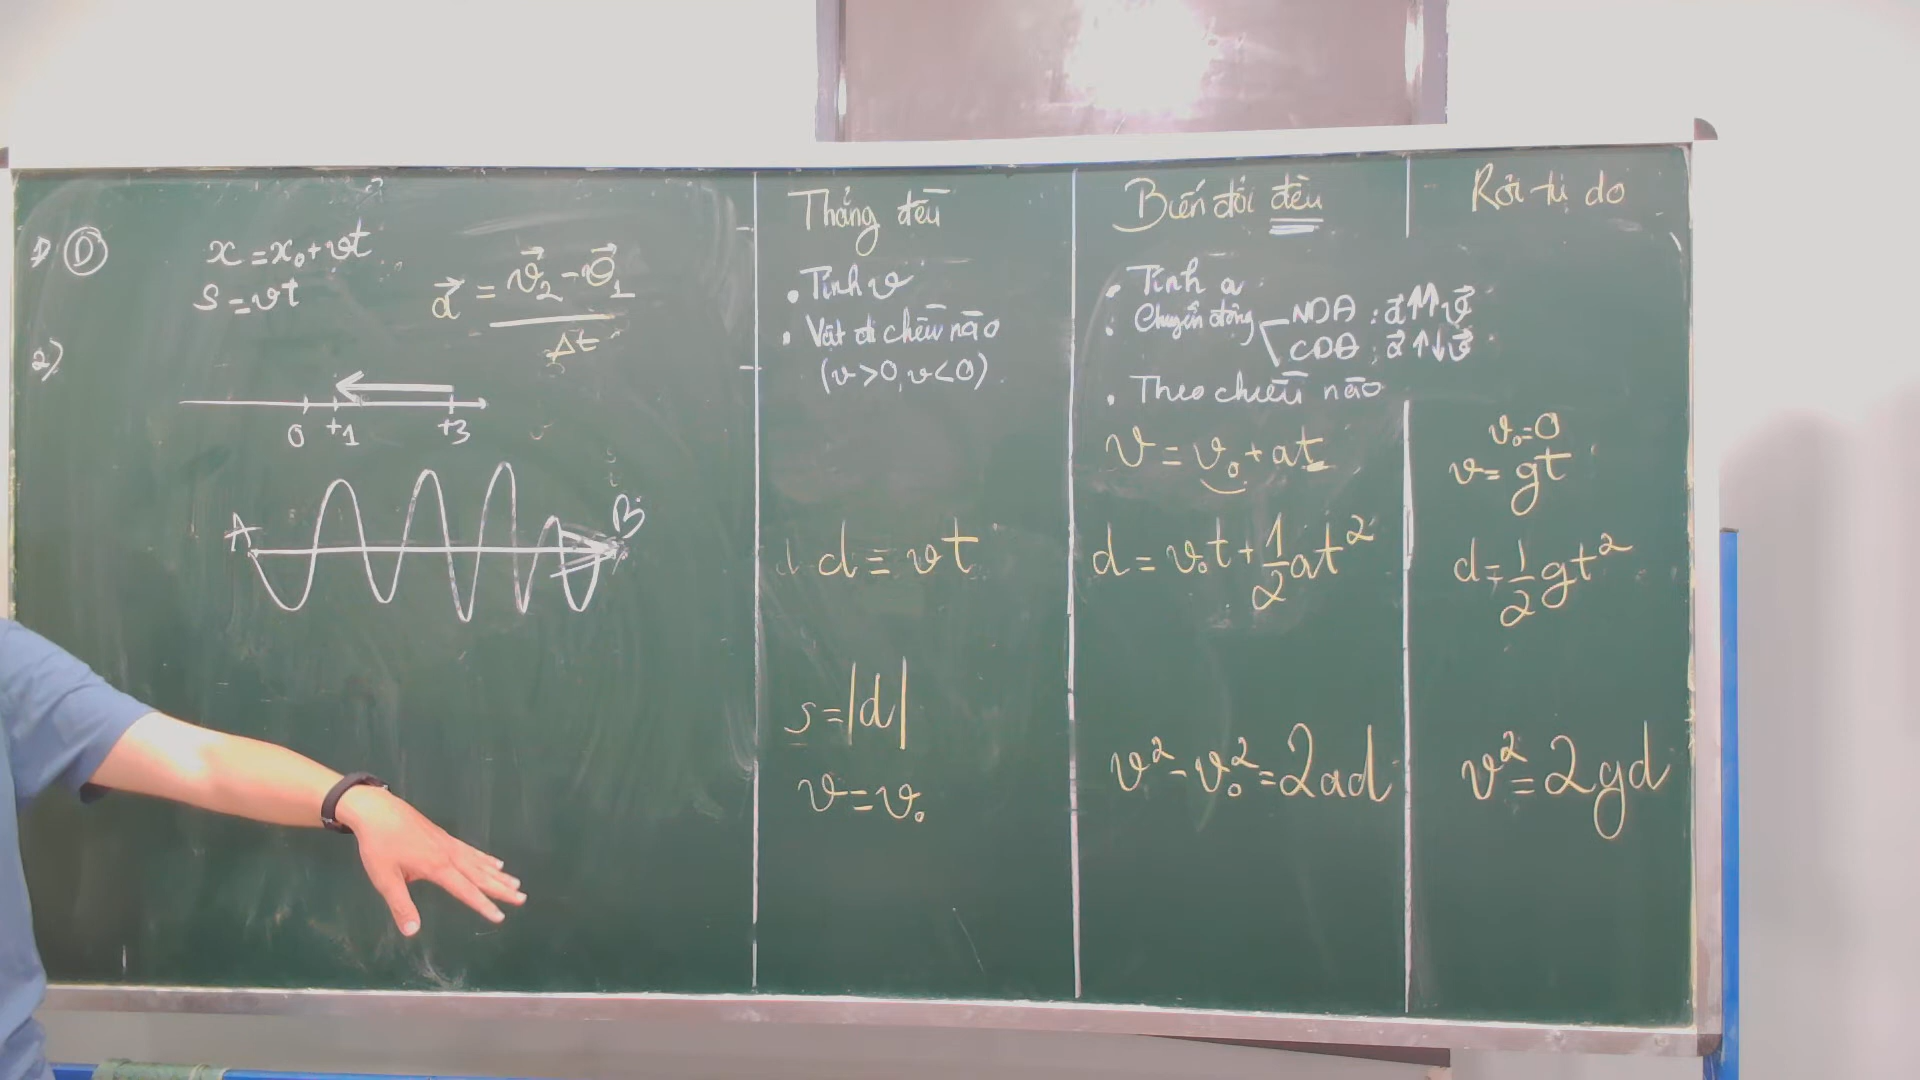 1) D
x = x₀ + vt
s = vt
a⃗ = (v⃗₂ - v⃗₁) / Δt
2)
0 +1 +3
A B
Thẳng đều
• Tính v
• Vật đi chiều nào
(v>0, v<0)
d = vt
s = |d|
v = v₀
Biến đổi đều
• Tính a
• Chuyển động NDĐ : a⃗ ↑↑ v⃗
CDĐ : a⃗ ↑↓ v⃗
• Theo chiều nào
v = v₀ + at
d = v₀t + 1/2 at²
v² - v₀² = 2ad
Rơi tự do
v₀ = 0
v = gt
d = 1/2 gt²
v² = 2gd